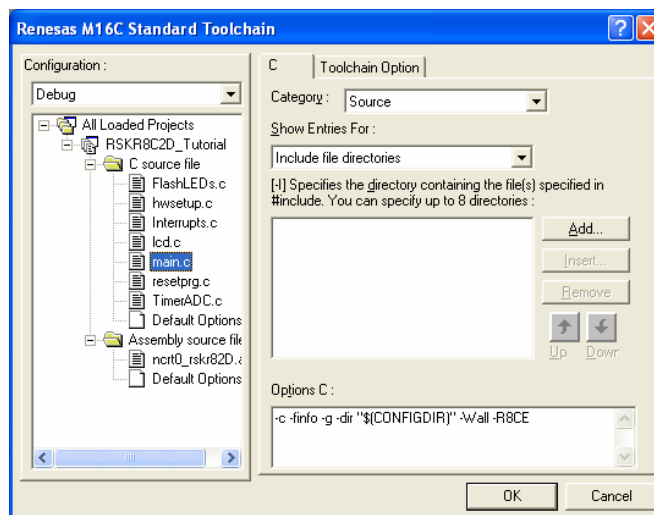 Renesas M16C Standard Toolchain
Configuration :
Debug
All Loaded Projects
RSKR8C2D_Tutorial
C source file
FlashLEDs.c
hwsetup.c
Interrupts.c
lcd.c
main.c
resetprg.c
TimerADC.c
Default Options
Assembly source file
ncrt0_rskr82D.a
Default Options
C
Toolchain Option
Category :
Source
Show Entries For :
Include file directories
[-I] Specifies the directory containing the file(s) specified in
#include. You can specify up to 8 directories :
Add...
Insert...
Remove
Up Down
Options C :
-c -finfo -g -dir "$(CONFIGDIR)" -Wall -R8CE
OK Cancel